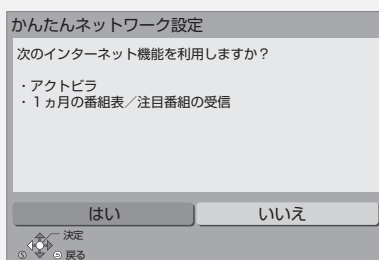 かんたんネットワーク設定
次のインターネット機能を利用しますか？
・アクトビラ
・１ヵ月の番組表／注目番組の受信
はい
いいえ
決定
S
戻る